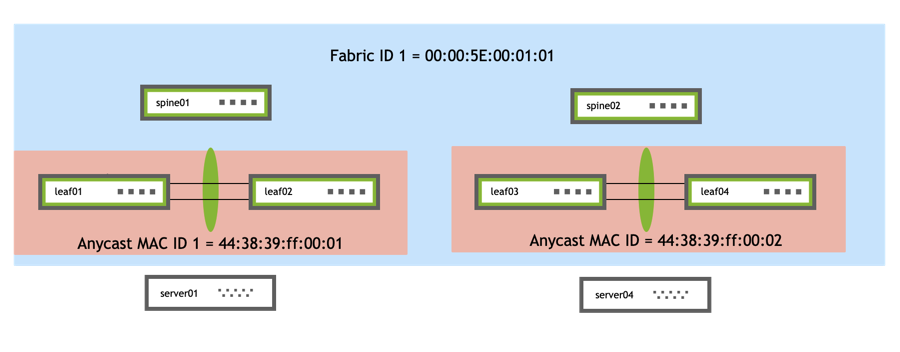 Fabric ID 1 = 00:00:5E:00:01:01
spine01
spine02
leaf01
leaf02
leaf03
leaf04
Anycast MAC ID 1 = 44:38:39:ff:00:01
Anycast MAC ID = 44:38:39:ff:00:02
server01
server04